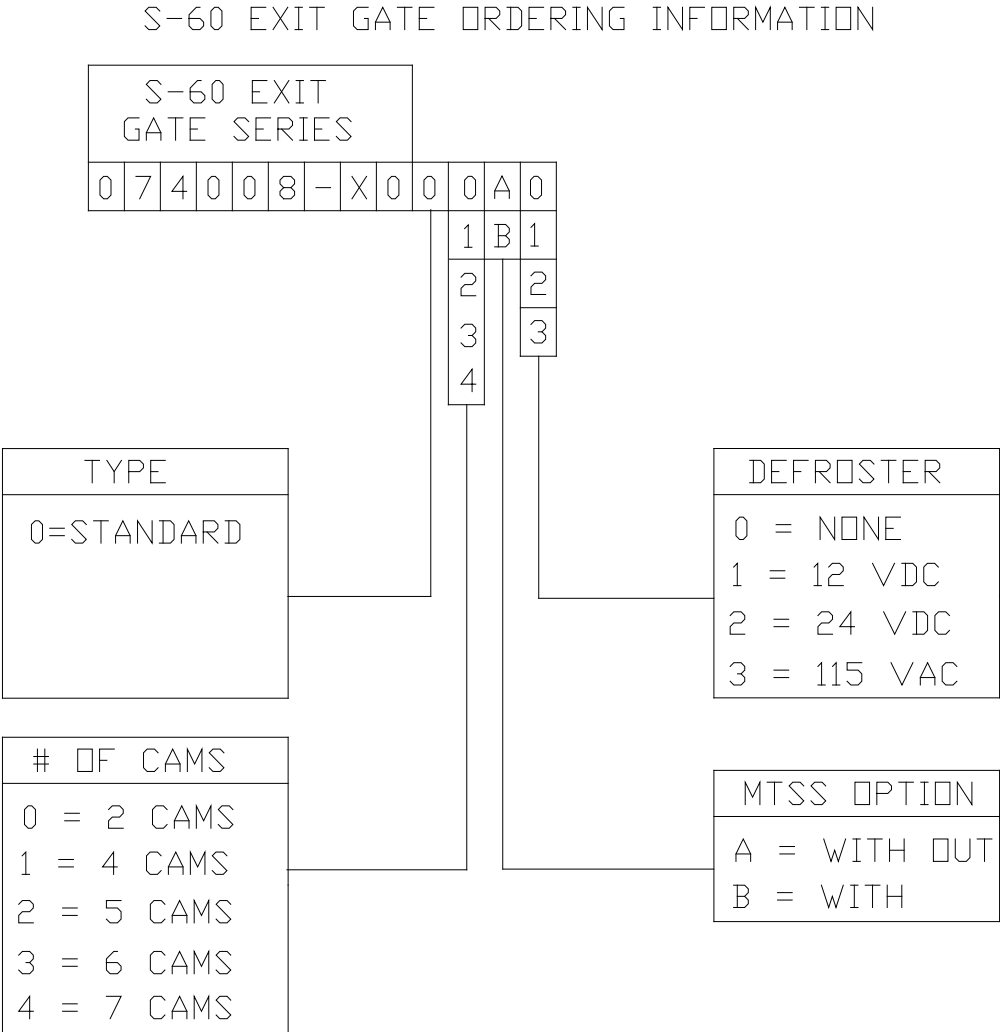 S-60 EXIT GATE ORDERING INFORMATION
S-60 EXIT
GATE SERIES
0 7 4 0 0 8 - X 0 0 0 A 0
1 B 1
2 2
3 3
4
TYPE
0=STANDARD
DEFROSTER
0 = NONE
1 = 12 VDC
2 = 24 VDC
3 = 115 VAC
# OF CAMS
0 = 2 CAMS
1 = 4 CAMS
2 = 5 CAMS
3 = 6 CAMS
4 = 7 CAMS
MTSS OPTION
A = WITH OUT
B = WITH